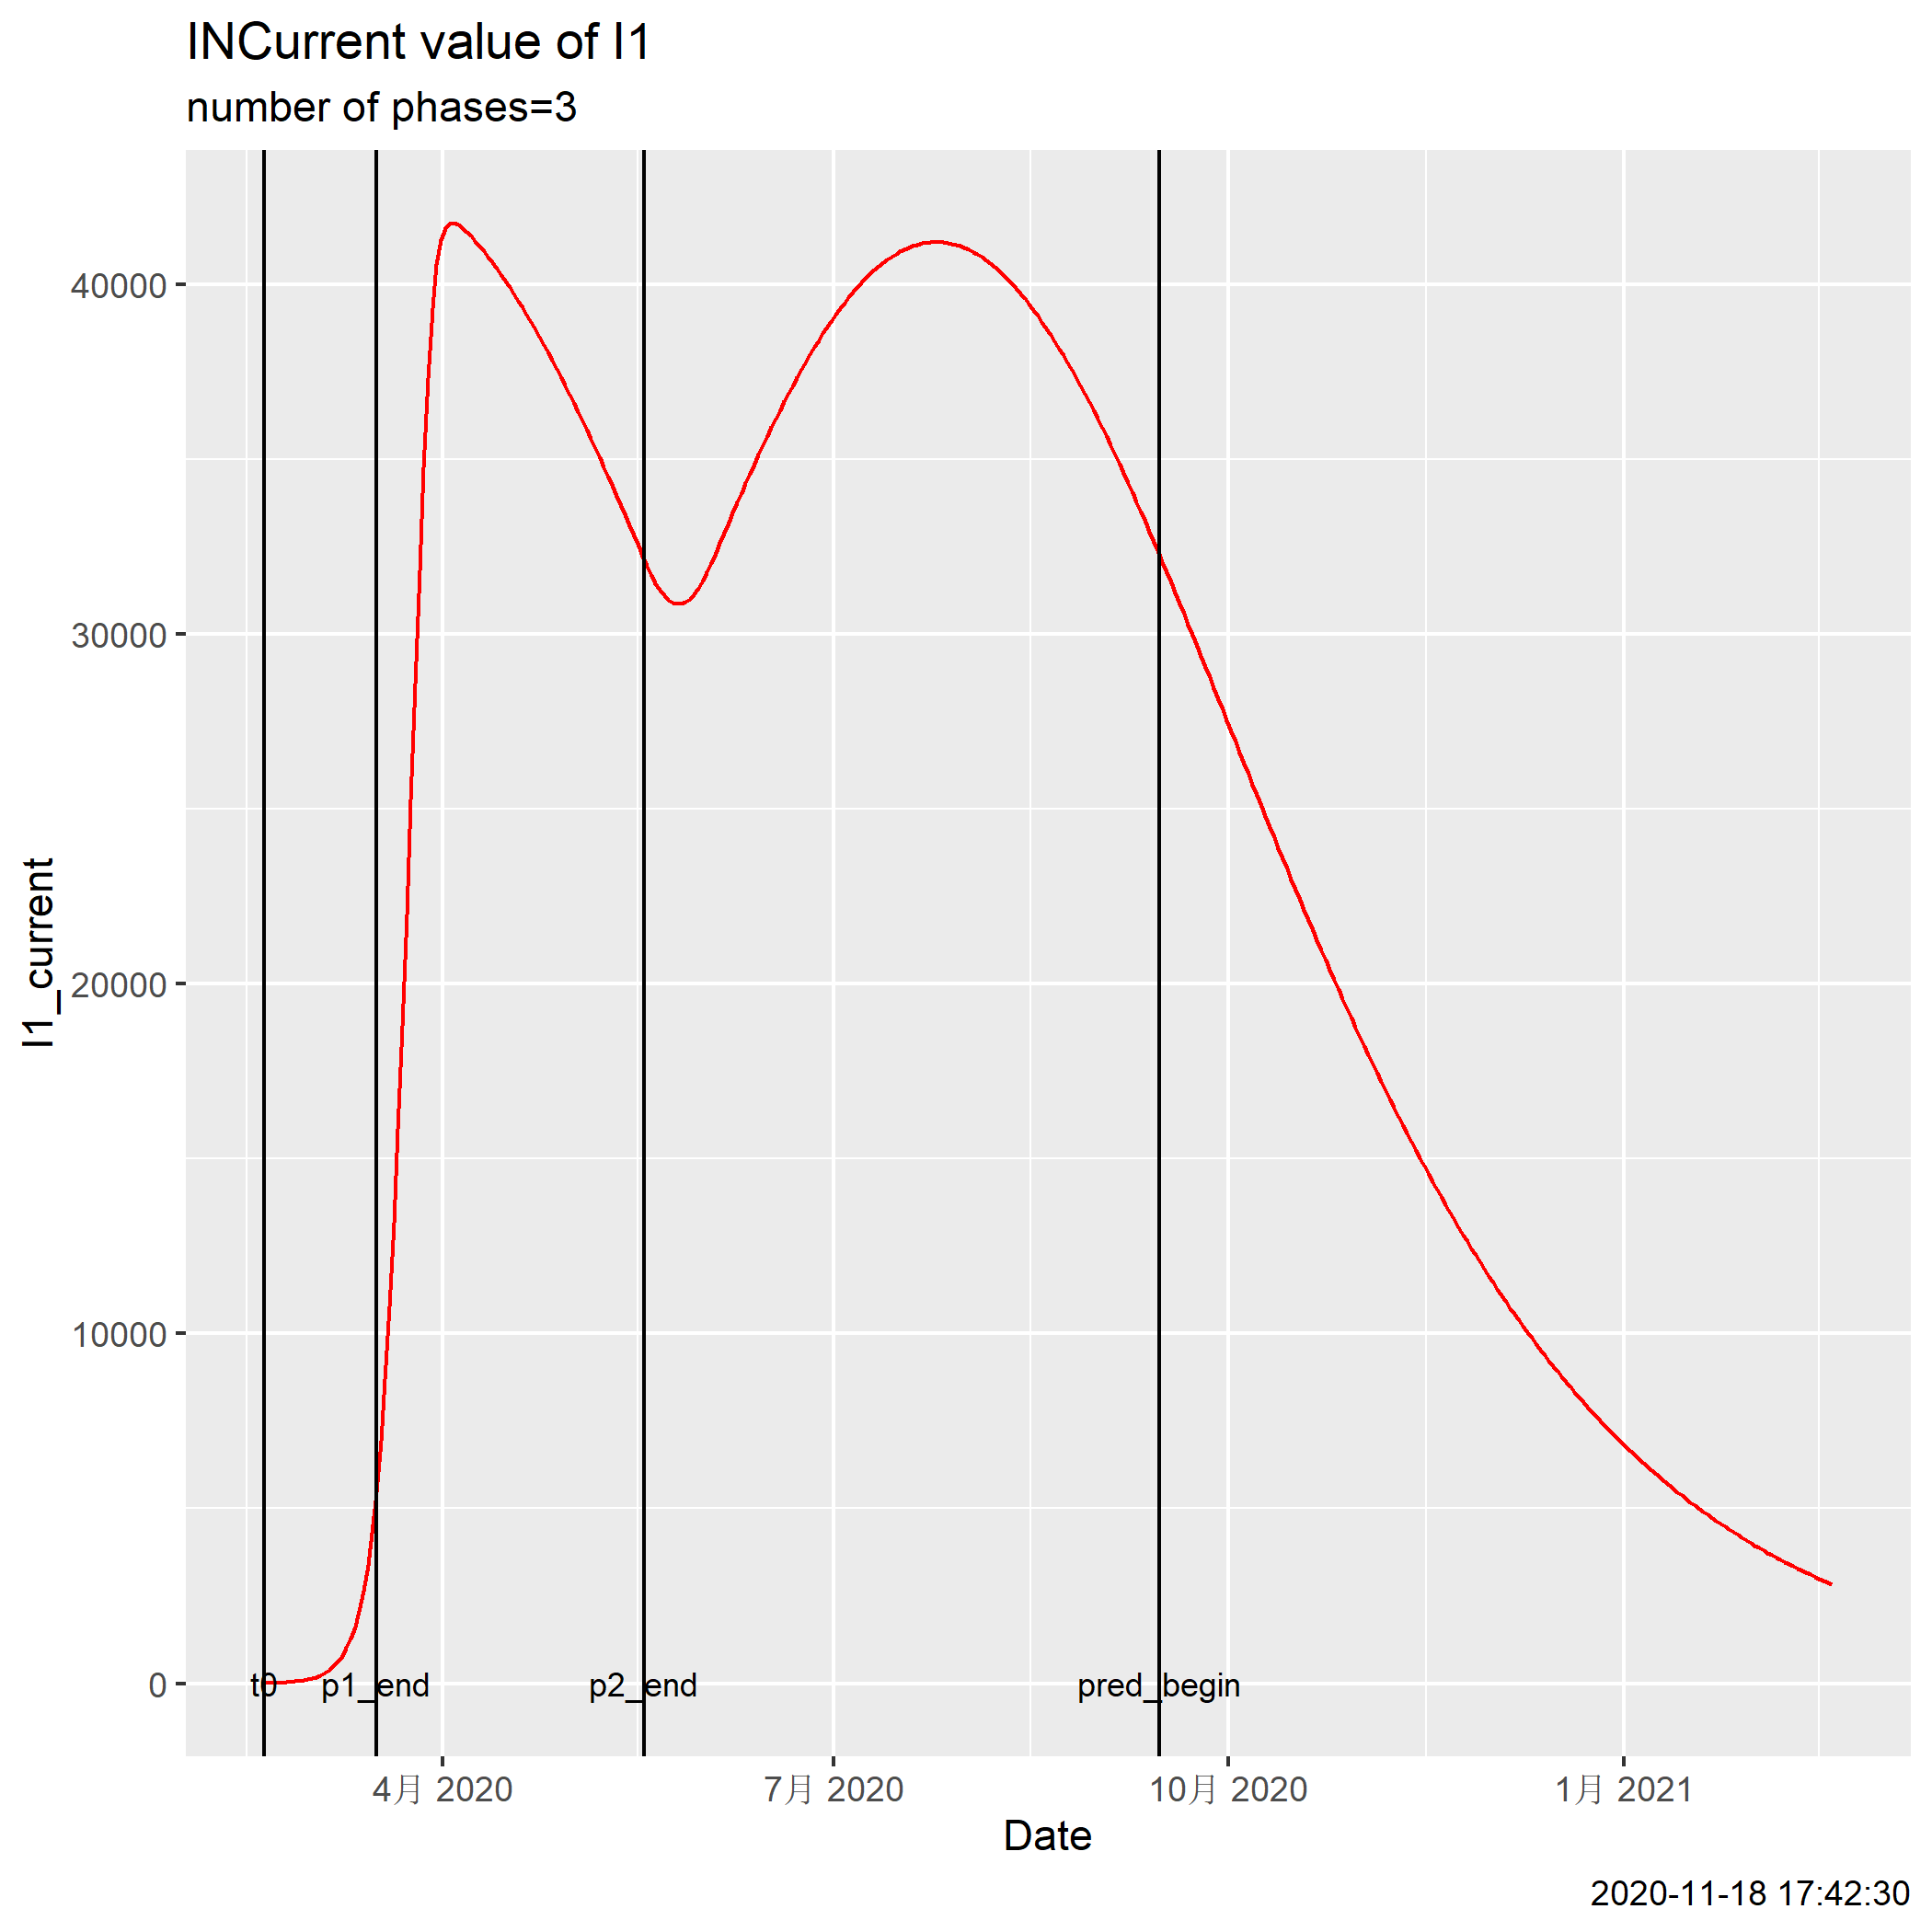 INCurrent value of I1
number of phases=3
I1_current
40000
30000
20000
10000
0
t0
p1_end
p2_end
pred_begin
4月 2020
7月 2020
10月 2020
1月 2021
Date
2020-11-18 17:42:30